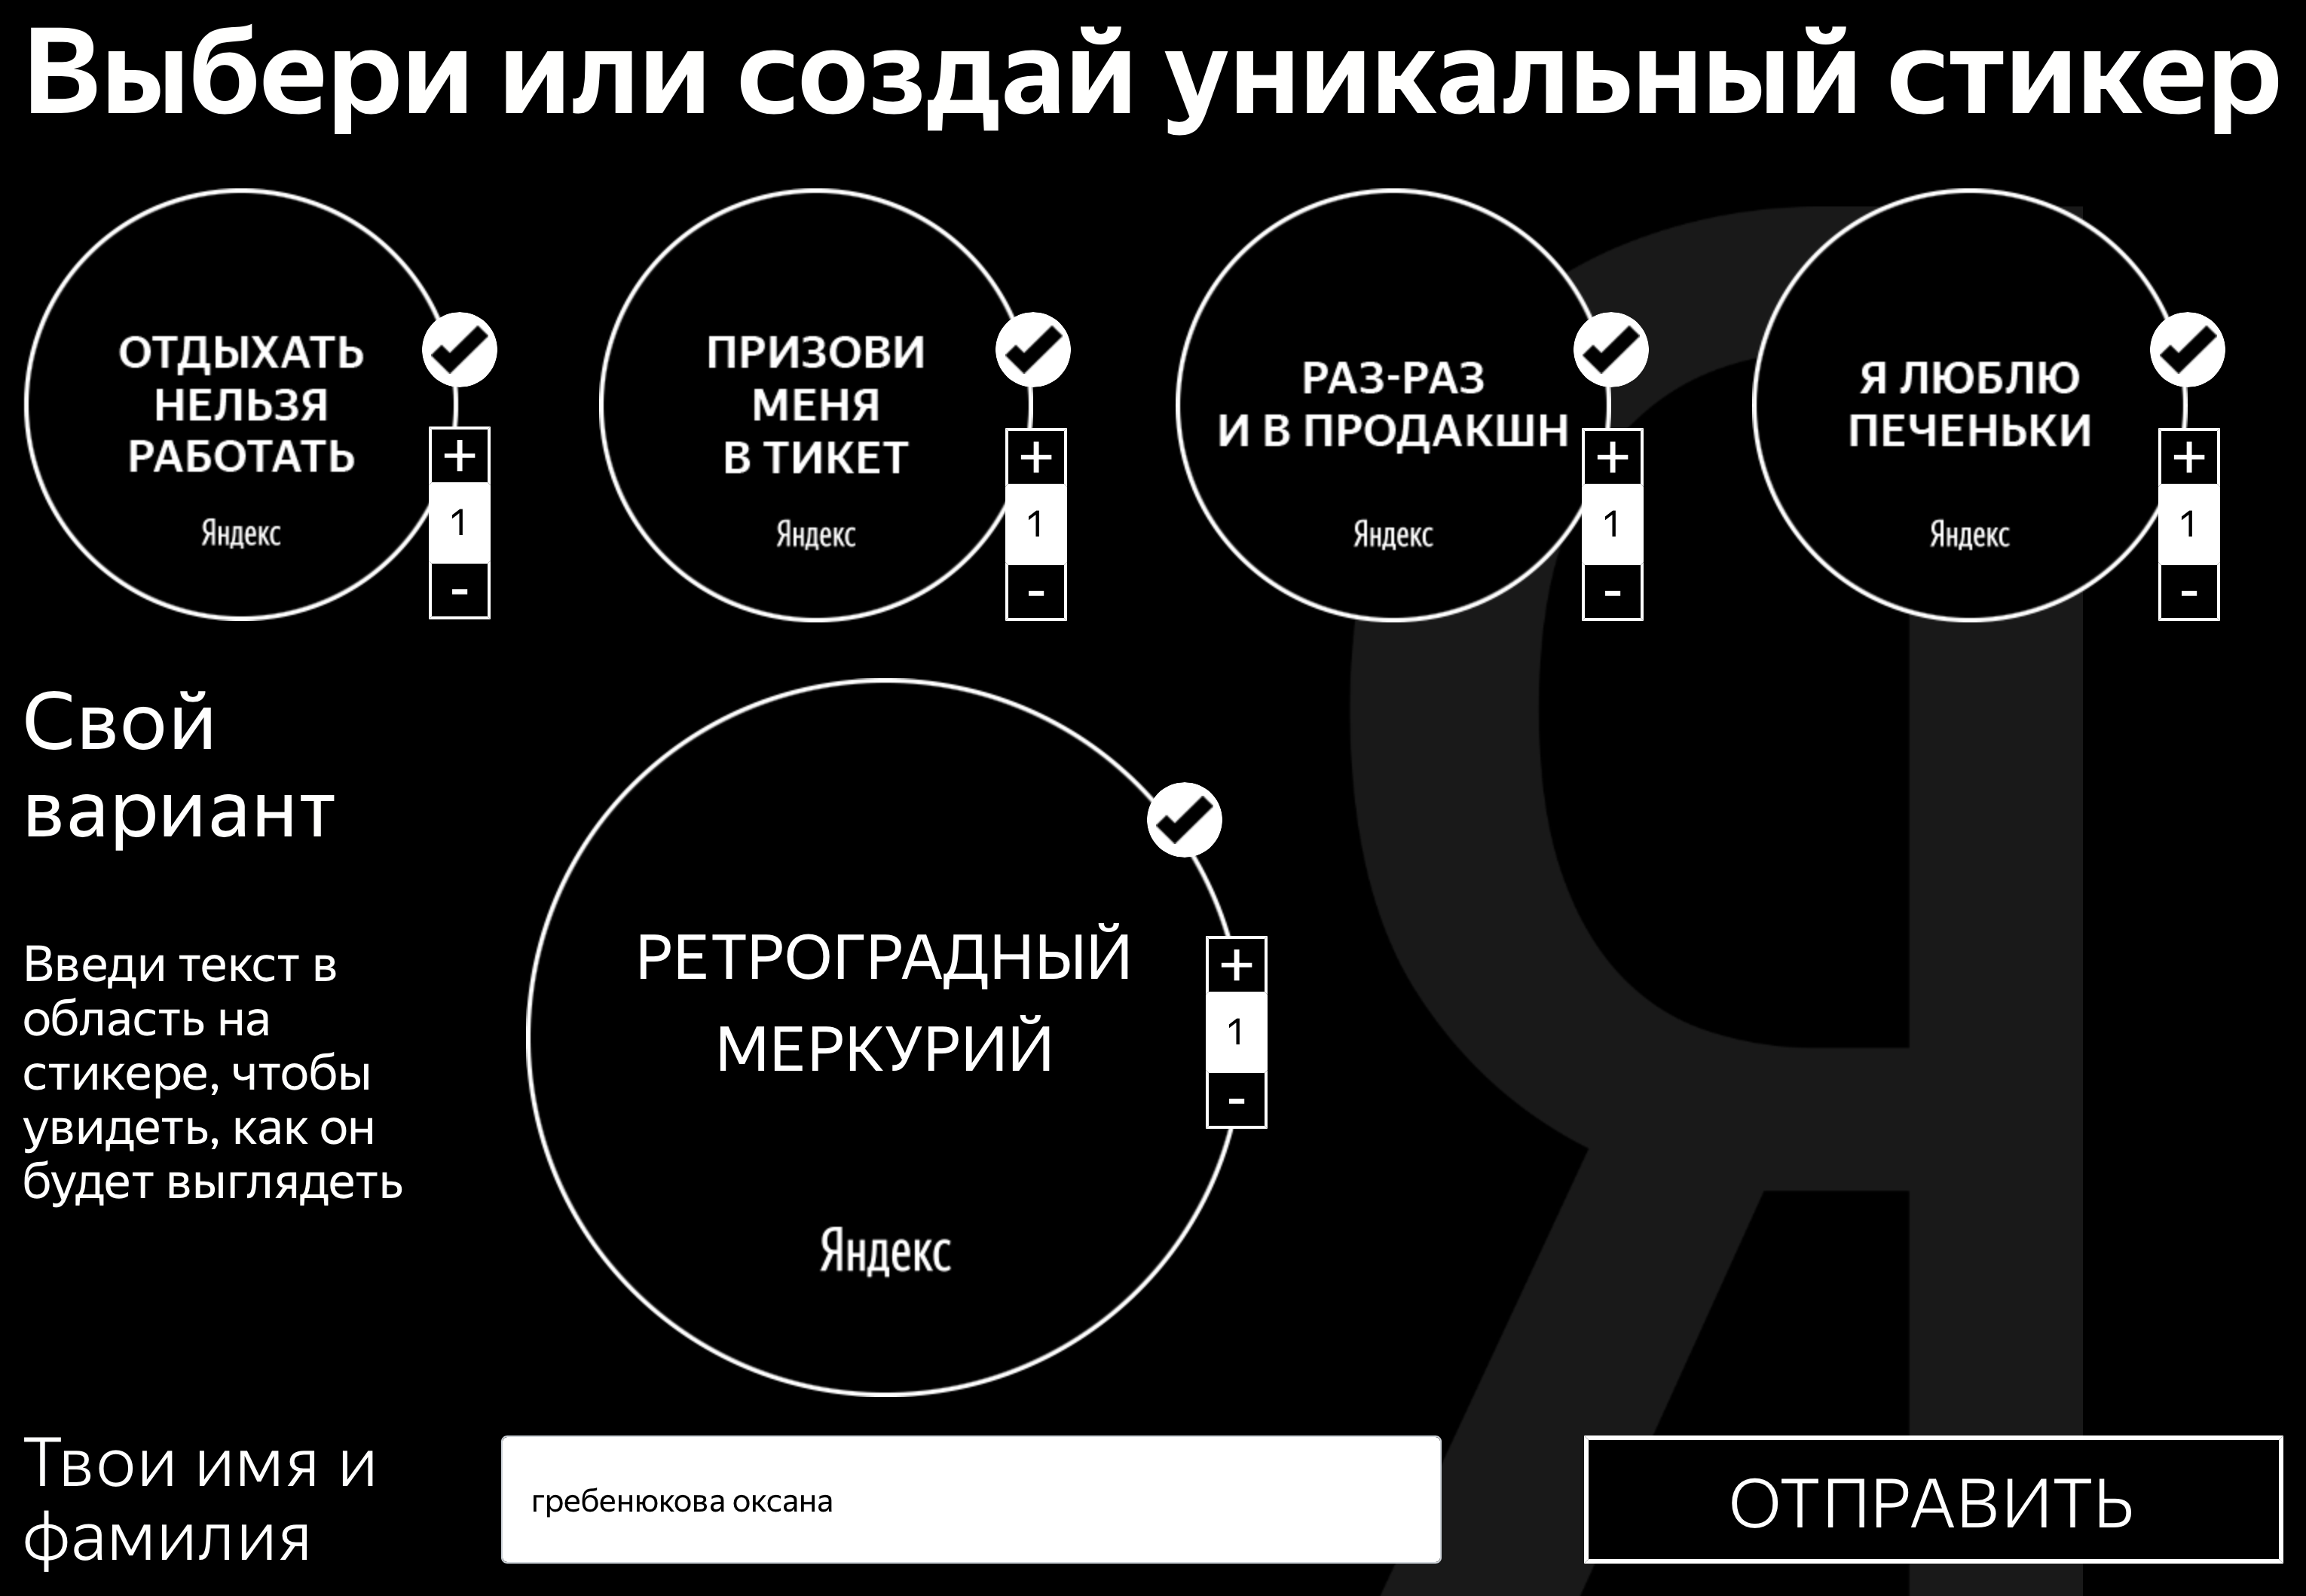 Выбери или создай уникальный стикер
ОТДЫХАТЬ
НЕЛЬЗЯ
РАБОТАТЬ
Яндекс
+
1
-
ПРИЗОВИ
МЕНЯ
В ТИКЕТ
Яндекс
+
1
-
РАЗ-РАЗ
И В ПРОДАКШН
Яндекс
+
1
-
Я ЛЮБЛЮ
ПЕЧЕНЬКИ
Яндекс
+
1
-
Свой
вариант
Введи текст в
область на
стикере, чтобы
увидеть, как он
будет выглядеть
РЕТРОГРАДНЫЙ
МЕРКУРИЙ
Яндекс
+
1
-
Я
Твои имя и
фамилия
гребенюкова оксана
ОТПРАВИТЬ